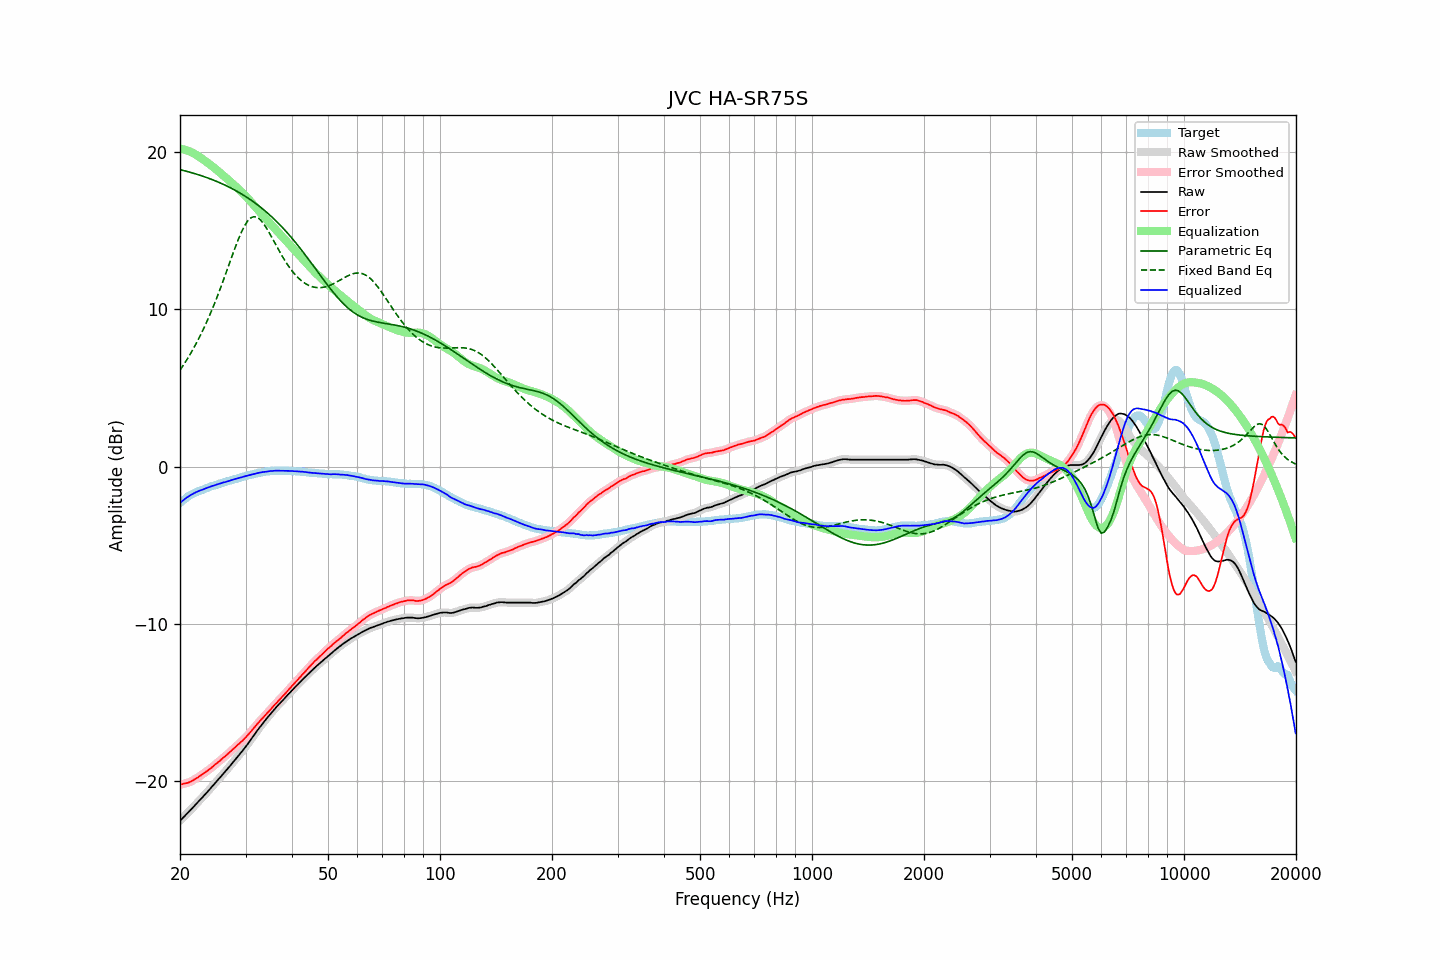 JVC HA-SR75S
Amplitude (dBr)
20
10
0
−10
−20
Target
Raw Smoothed
Error Smoothed
Raw
Error
Equalization
Parametric Eq
Fixed Band Eq
Equalized
20 50 100 200 500 1000 2000 5000 10000 20000
Frequency (Hz)